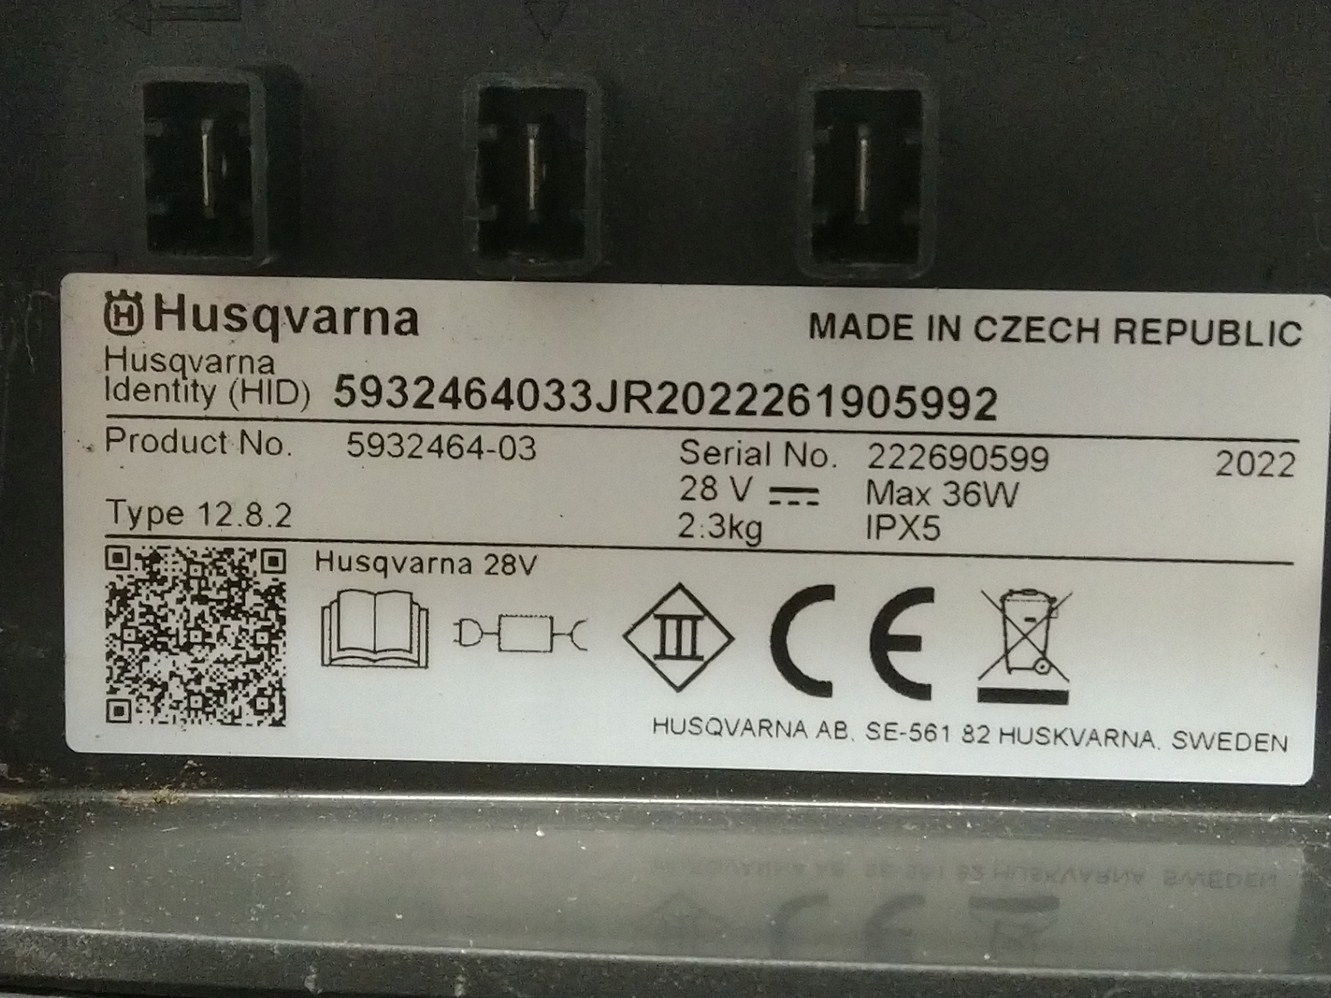 Husqvarna
MADE IN CZECH REPUBLIC
Husqvarna
Identity (HID) 5932464033JR2022261905992
Product No. 5932464-03
Serial No. 222690599 2022
28 V Max 36W
Type 12.8.2
2.3kg IPX5
Husqvarna 28V
III
CE
HUSQVARNA AB, SE-561 82 HUSKVARNA, SWEDEN